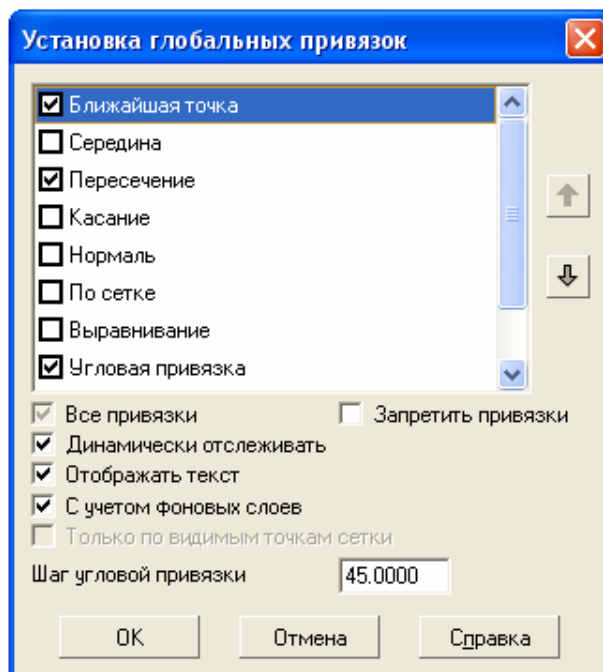 Установка глобальных привязок
Ближайшая точка
Середина
Пересечение
Касание
Нормаль
По сетке
Выравнивание
Угловая привязка
Все привязки Запретить привязки
Динамически отслеживать
Отображать текст
С учетом фоновых слоев
Только по видимым точкам сетки
Шаг угловой привязки 45.0000
OK Отмена Справка